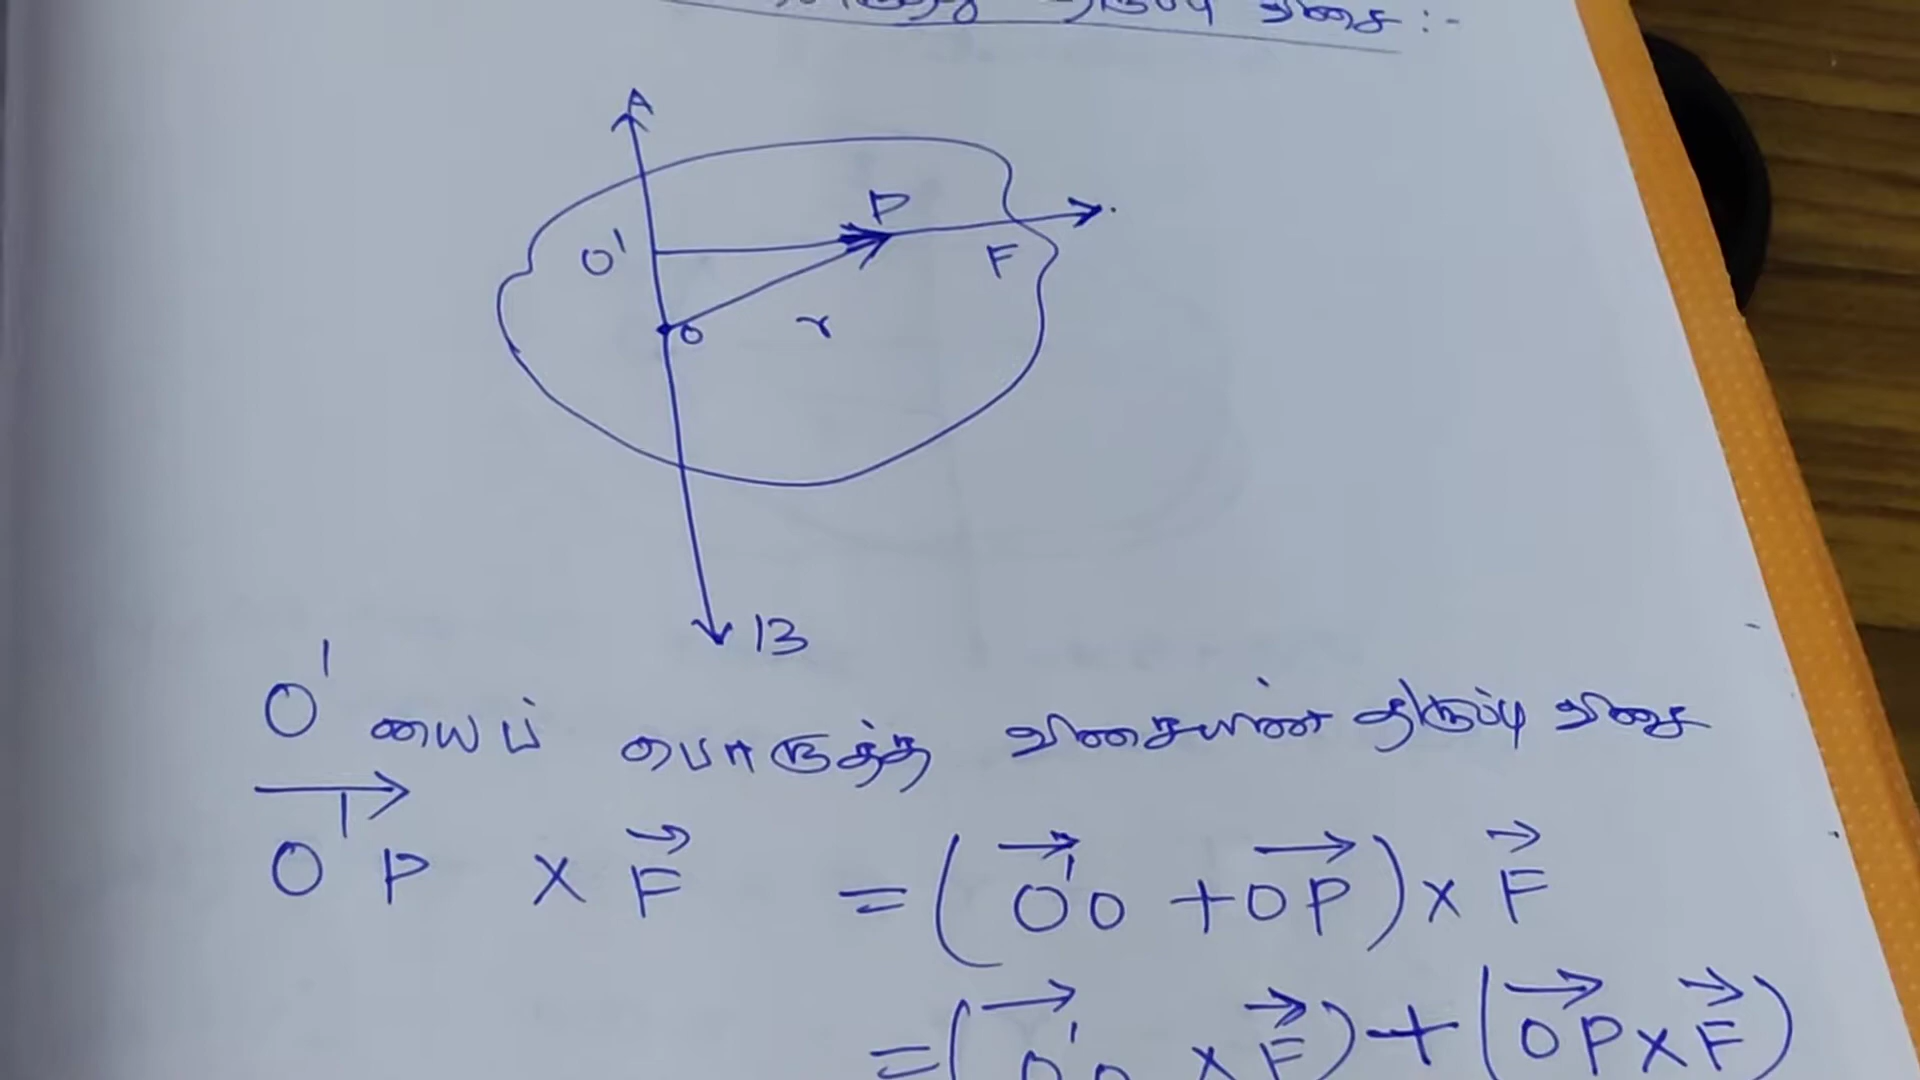 விசை :-
A
P
O'
F
o
r
B
O' யைப் பொருத்த விசையின் திருப்பு விசை
O'P × F = (O'O + OP) × F
= (O'O × F) + (OP × F)